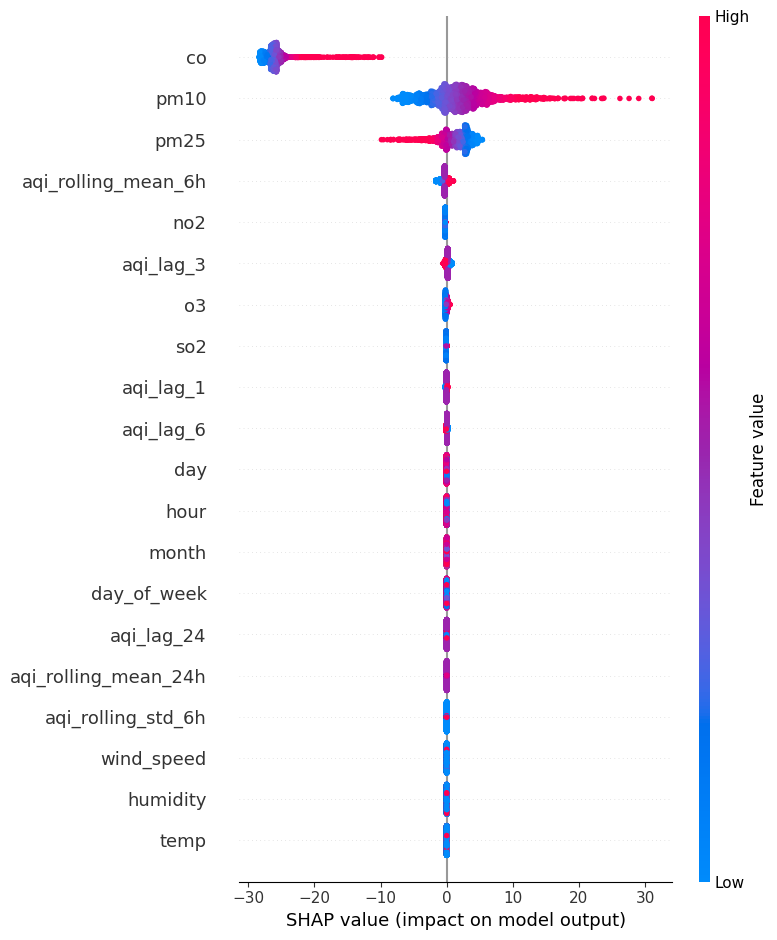 High
co
pm10
pm25
aqi_rolling_mean_6h
no2
aqi_lag_3
o3
so2
aqi_lag_1
aqi_lag_6
day
hour
month
day_of_week
aqi_lag_24
aqi_rolling_mean_24h
aqi_rolling_std_6h
wind_speed
humidity
temp
Low
Feature value
−30 −20 −10 0 10 20 30
SHAP value (impact on model output)